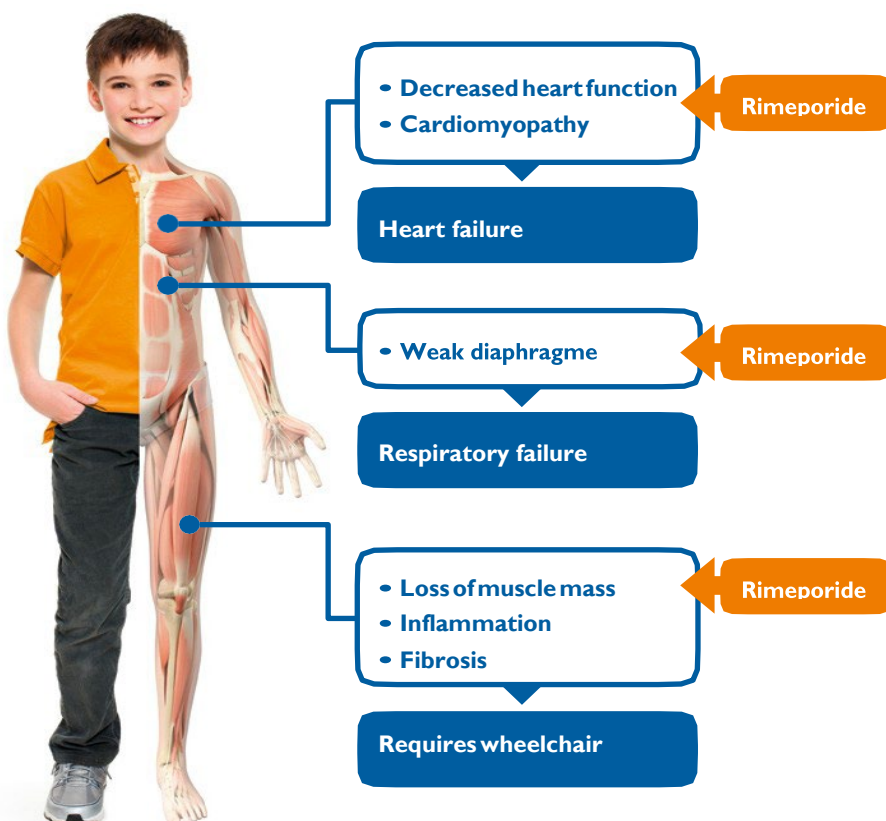 • Decreased heart function
• Cardiomyopathy
Rimeporide
Heart failure
• Weak diaphragme
Rimeporide
Respiratory failure
• Loss of muscle mass
• Inflammation
• Fibrosis
Rimeporide
Requires wheelchair